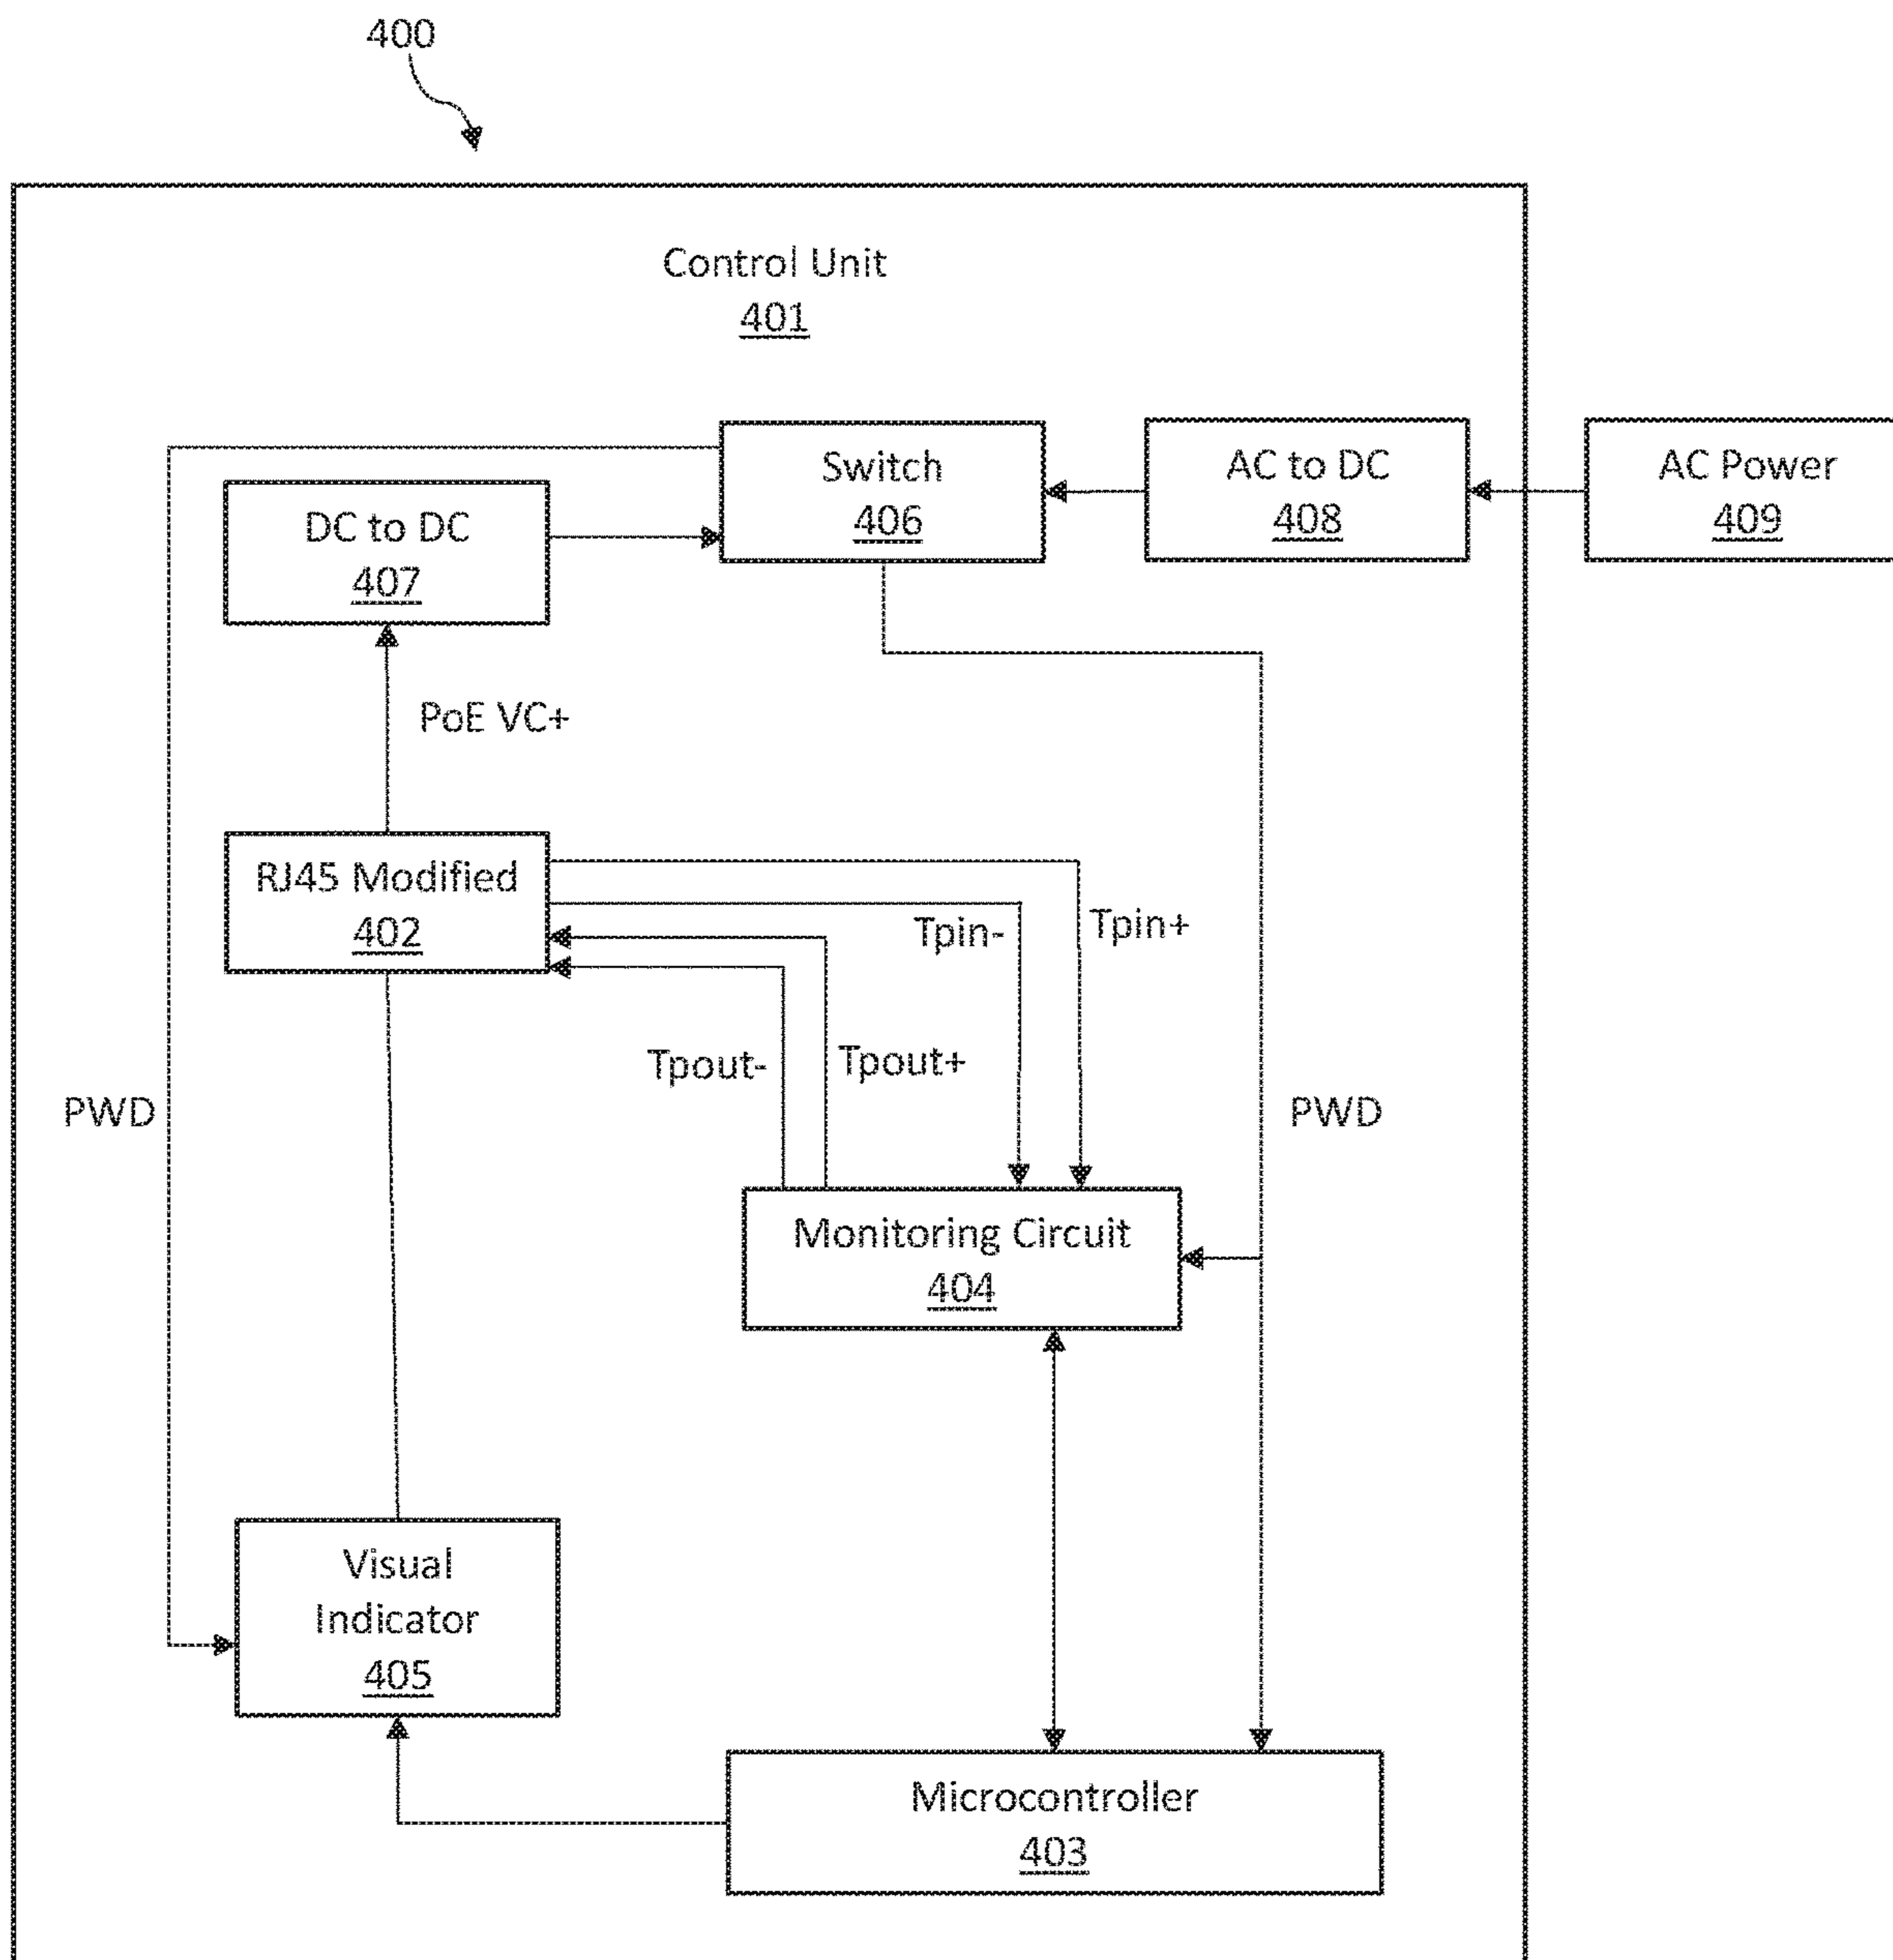 400
Control Unit
401
Switch
406
AC to DC
408
AC Power
409
DC to DC
407
PoE VC+
RJ45 Modified
402
Tpin-
Tpin+
Tpout-
Tpout+
PWD
PWD
Monitoring Circuit
404
Visual
Indicator
405
Microcontroller
403